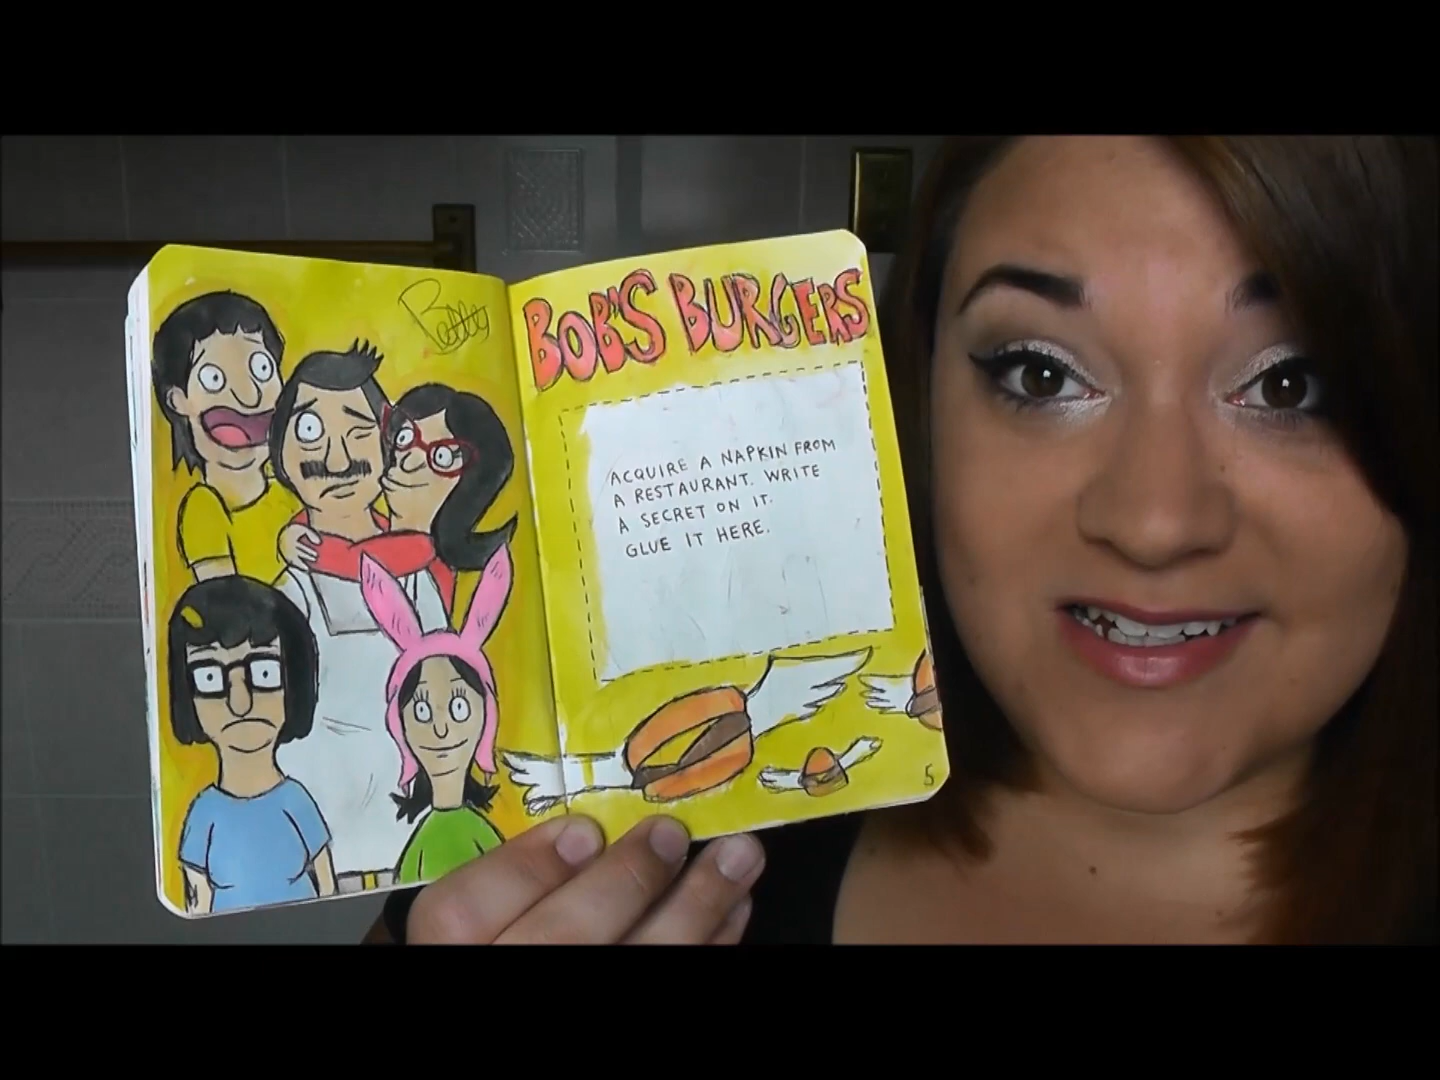 BOB'S BURGERS
ACQUIRE A NAPKIN FROM
A RESTAURANT. WRITE
A SECRET ON IT.
GLUE IT HERE.
5